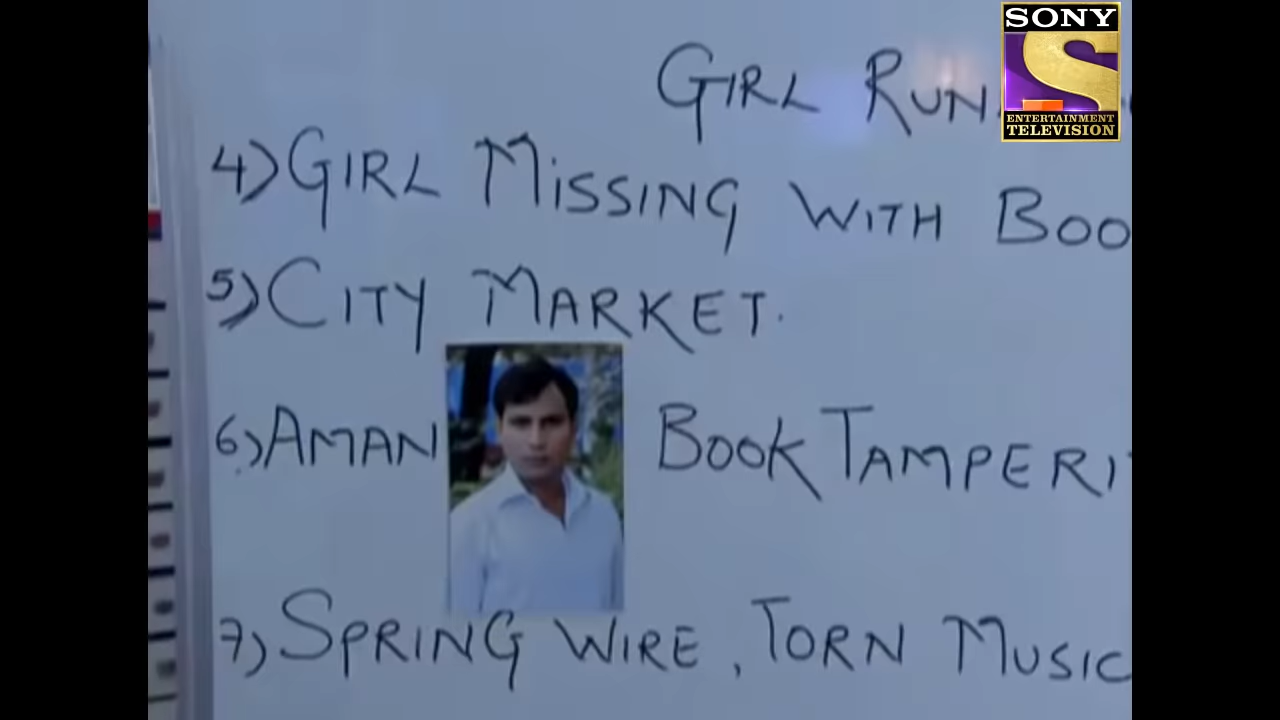 SONY
ENTERTAINMENT
TELEVISION
GIRL RUN
4) GIRL MISSING WITH BOO
5) CITY MARKET.
6) AMAN BOOK TAMPERI
7) SPRING WIRE, TORN MUSIC